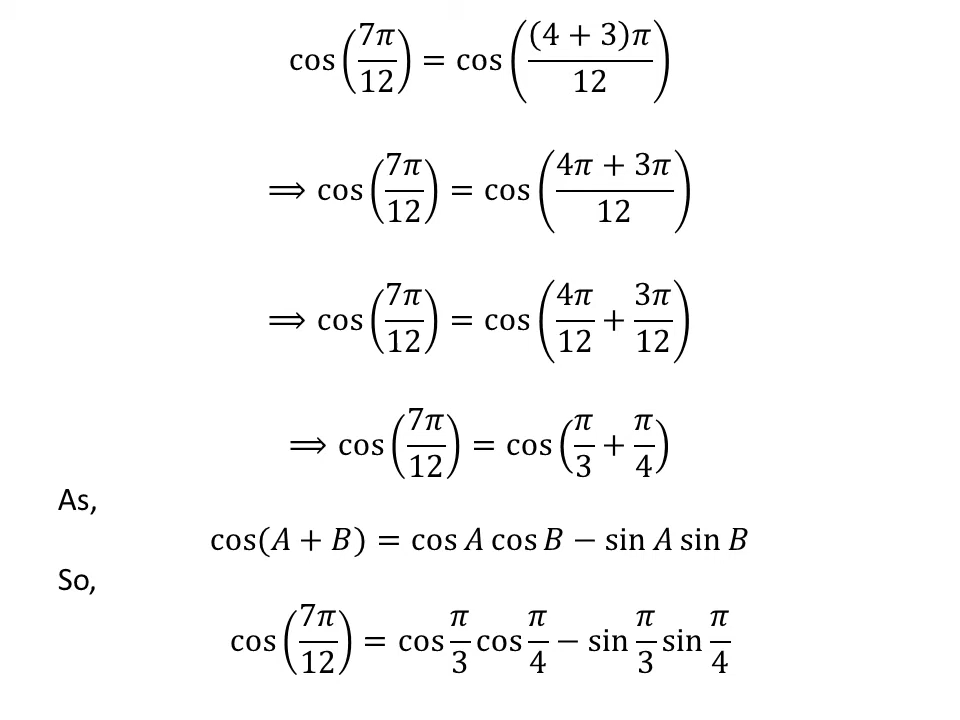 cos(7π/12) = cos((4 + 3)π/12)
⟹ cos(7π/12) = cos((4π + 3π)/12)
⟹ cos(7π/12) = cos(4π/12 + 3π/12)
⟹ cos(7π/12) = cos(π/3 + π/4)
As,
cos(A + B) = cos A cos B − sin A sin B
So,
cos(7π/12) = cos π/3 cos π/4 − sin π/3 sin π/4